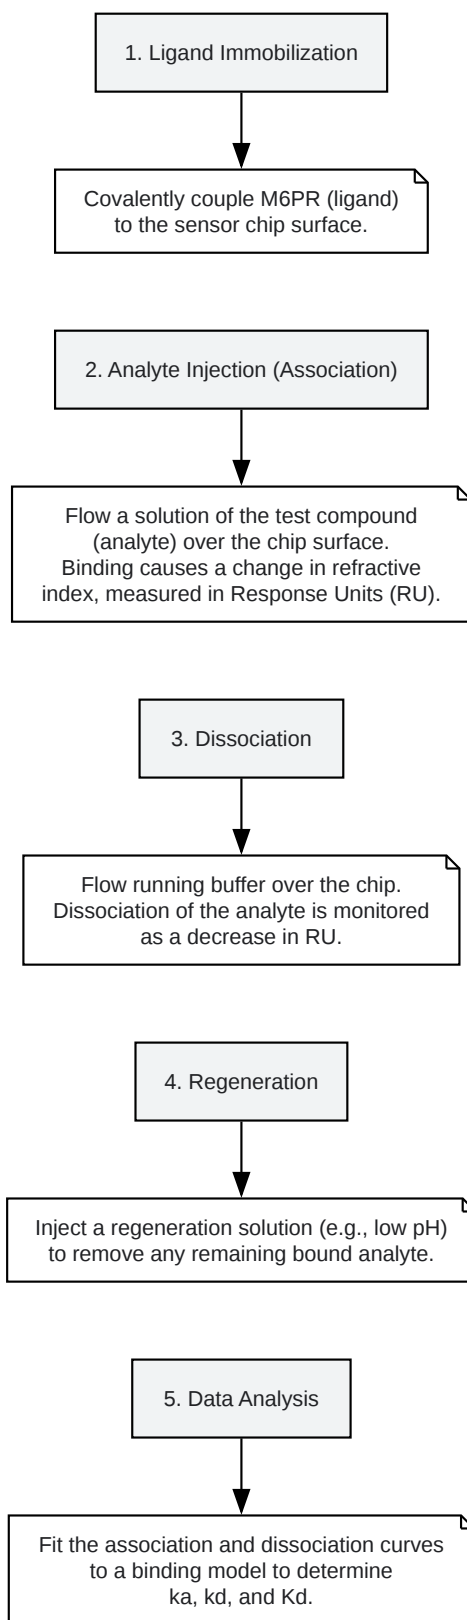 1. Ligand Immobilization
Covalently couple M6PR (ligand)
to the sensor chip surface.
2. Analyte Injection (Association)
Flow a solution of the test compound
(analyte) over the chip surface.
Binding causes a change in refractive
index, measured in Response Units (RU).
3. Dissociation
Flow running buffer over the chip.
Dissociation of the analyte is monitored
as a decrease in RU.
4. Regeneration
Inject a regeneration solution (e.g., low pH)
to remove any remaining bound analyte.
5. Data Analysis
Fit the association and dissociation curves
to a binding model to determine
ka, kd, and Kd.